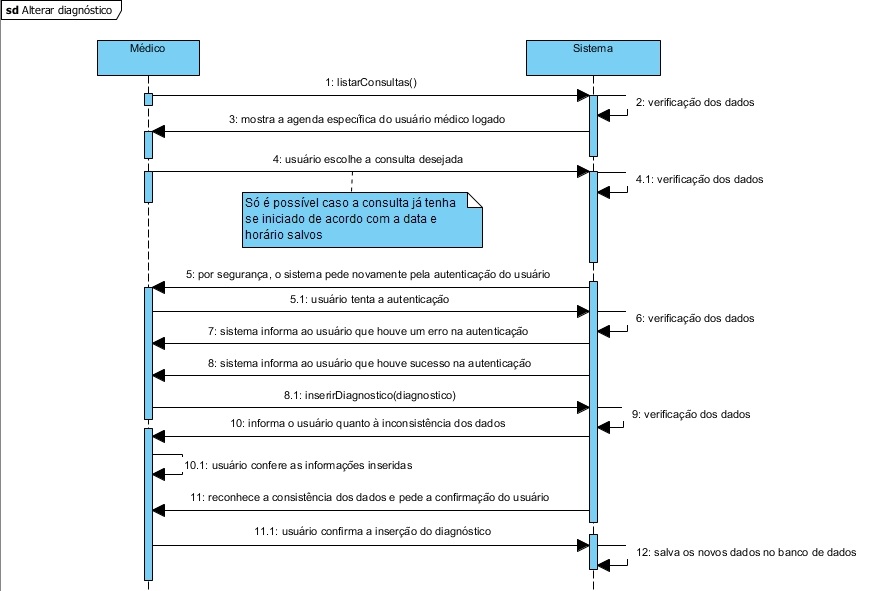 sd Alterar diagnóstico
Médico
Sistema
1: listarConsultas()
2: verificação dos dados
3: mostra a agenda específica do usuário médico logado
4: usuário escolhe a consulta desejada
4.1: verificação dos dados
Só é possível caso a consulta já tenha
se iniciado de acordo com a data e
horário salvos
5: por segurança, o sistema pede novamente pela autenticação do usuário
5.1: usuário tenta a autenticação
6: verificação dos dados
7: sistema informa ao usuário que houve um erro na autenticação
8: sistema informa ao usuário que houve sucesso na autenticação
8.1: inserirDiagnostico(diagnostico)
9: verificação dos dados
10: informa o usuário quanto à inconsistência dos dados
10.1: usuário confere as informações inseridas
11: reconhece a consistência dos dados e pede a confirmação do usuário
11.1: usuário confirma a inserção do diagnóstico
12: salva os novos dados no banco de dados